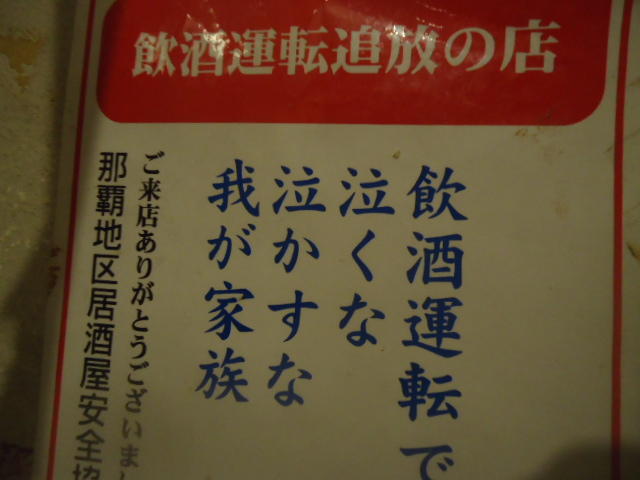 飲酒運転追放の店
飲酒運転で
泣くな
泣かすな
我が家族
ご来店ありがとうございまし
那覇地区居酒屋安全協